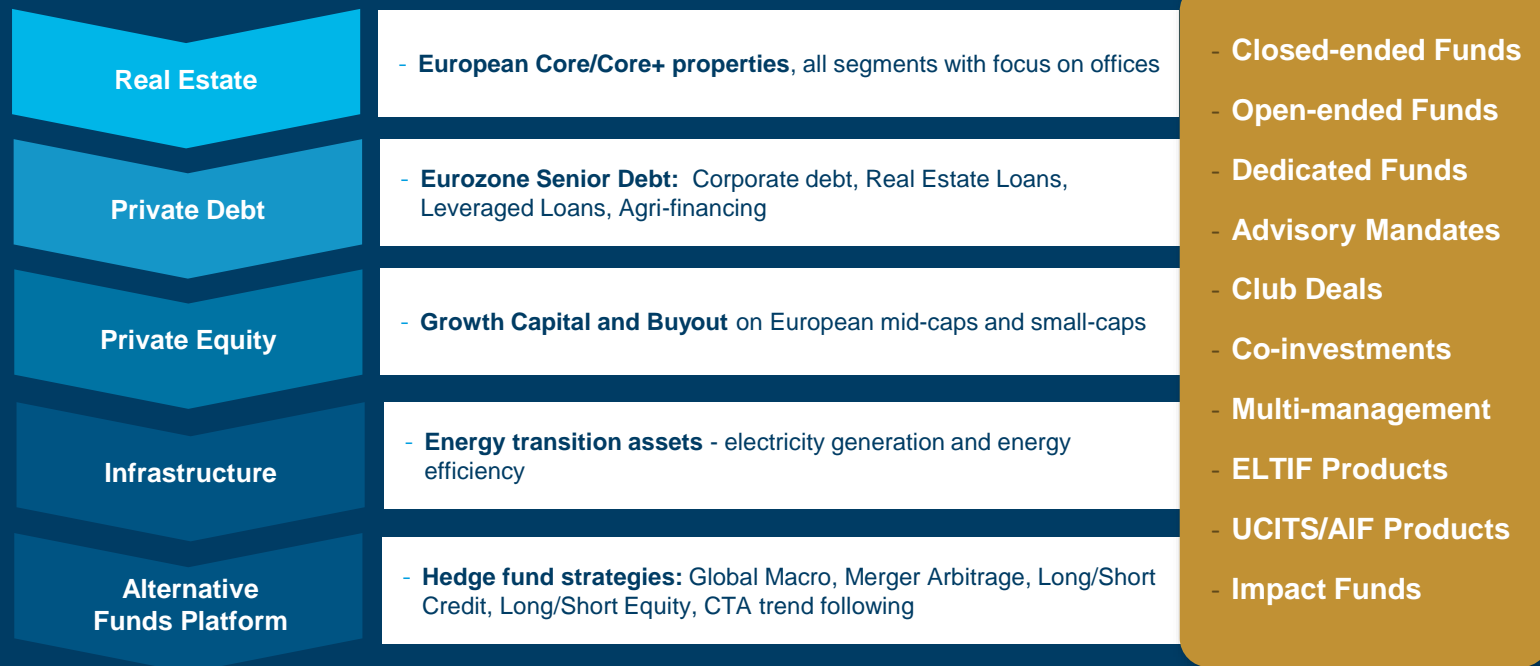 Real Estate
- European Core/Core+ properties, all segments with focus on offices
Private Debt
- Eurozone Senior Debt: Corporate debt, Real Estate Loans,
Leveraged Loans, Agri-financing
Private Equity
- Growth Capital and Buyout on European mid-caps and small-caps
Infrastructure
- Energy transition assets - electricity generation and energy
efficiency
Alternative
Funds Platform
- Hedge fund strategies: Global Macro, Merger Arbitrage, Long/Short
Credit, Long/Short Equity, CTA trend following
- Closed-ended Funds
- Open-ended Funds
- Dedicated Funds
- Advisory Mandates
- Club Deals
- Co-investments
- Multi-management
- ELTIF Products
- UCITS/AIF Products
- Impact Funds